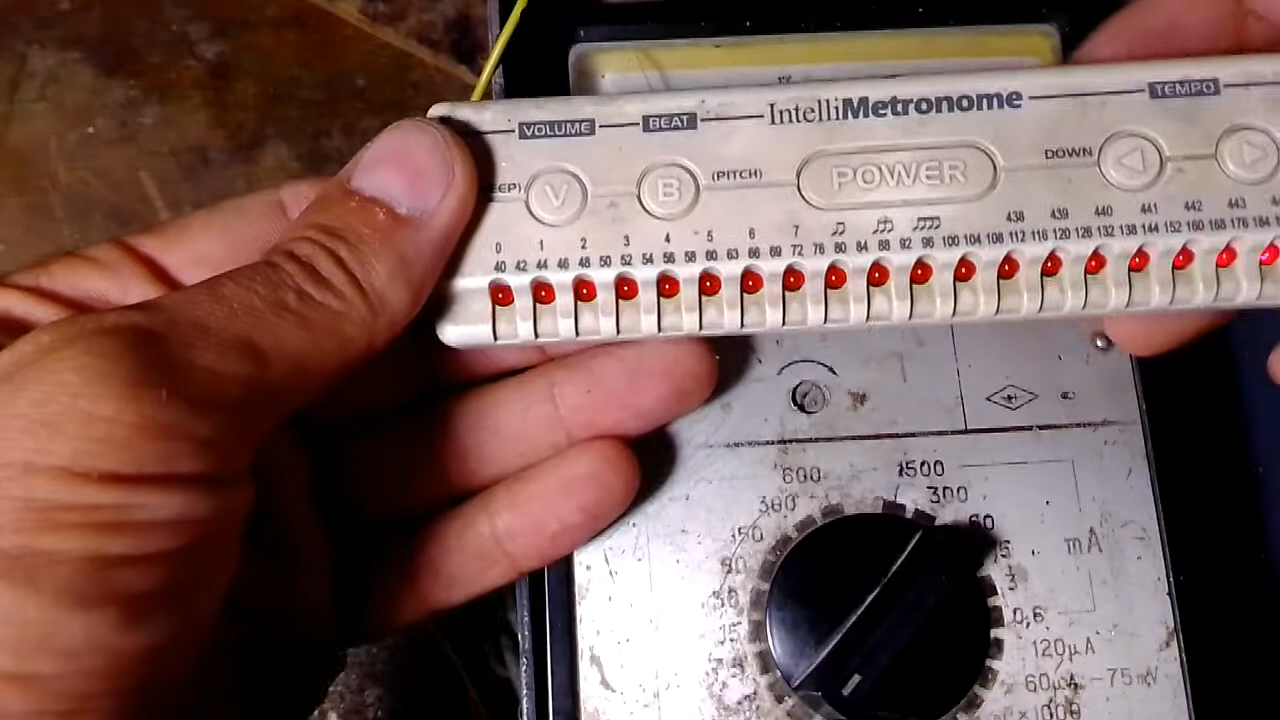 IntelliMetronome
TEMPO
VOLUME
BEAT
V
B
(PITCH)
POWER
DOWN
0 1 2 3 4 5 6 7 438 439 440 441 442 443
40 42 44 46 48 50 52 54 56 58 60 63 66 69 72 76 80 84 88 92 96 100 104 108 112 116 120 126 132 138 144 152 160 168 176 184
600
1500
300
300
60
mA
3
0,6
120µA
60µA -75mV
×1000